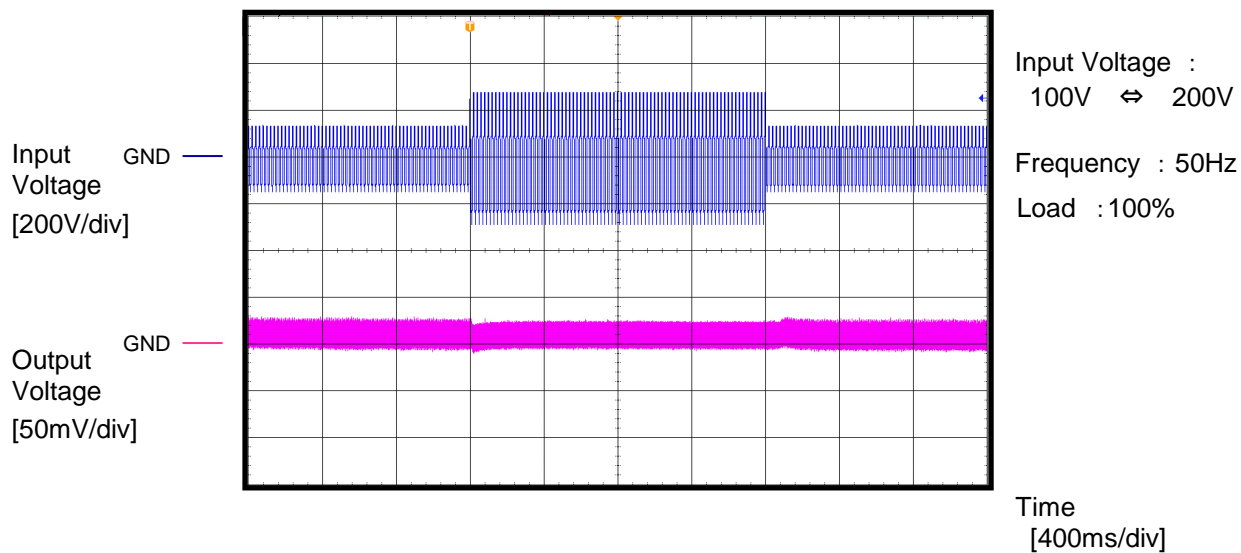 T
Input Voltage :
100V ⇔ 200V
Input
Voltage
[200V/div]
GND
Frequency : 50Hz
Load : 100%
Output
Voltage
[50mV/div]
GND
Time
[400ms/div]